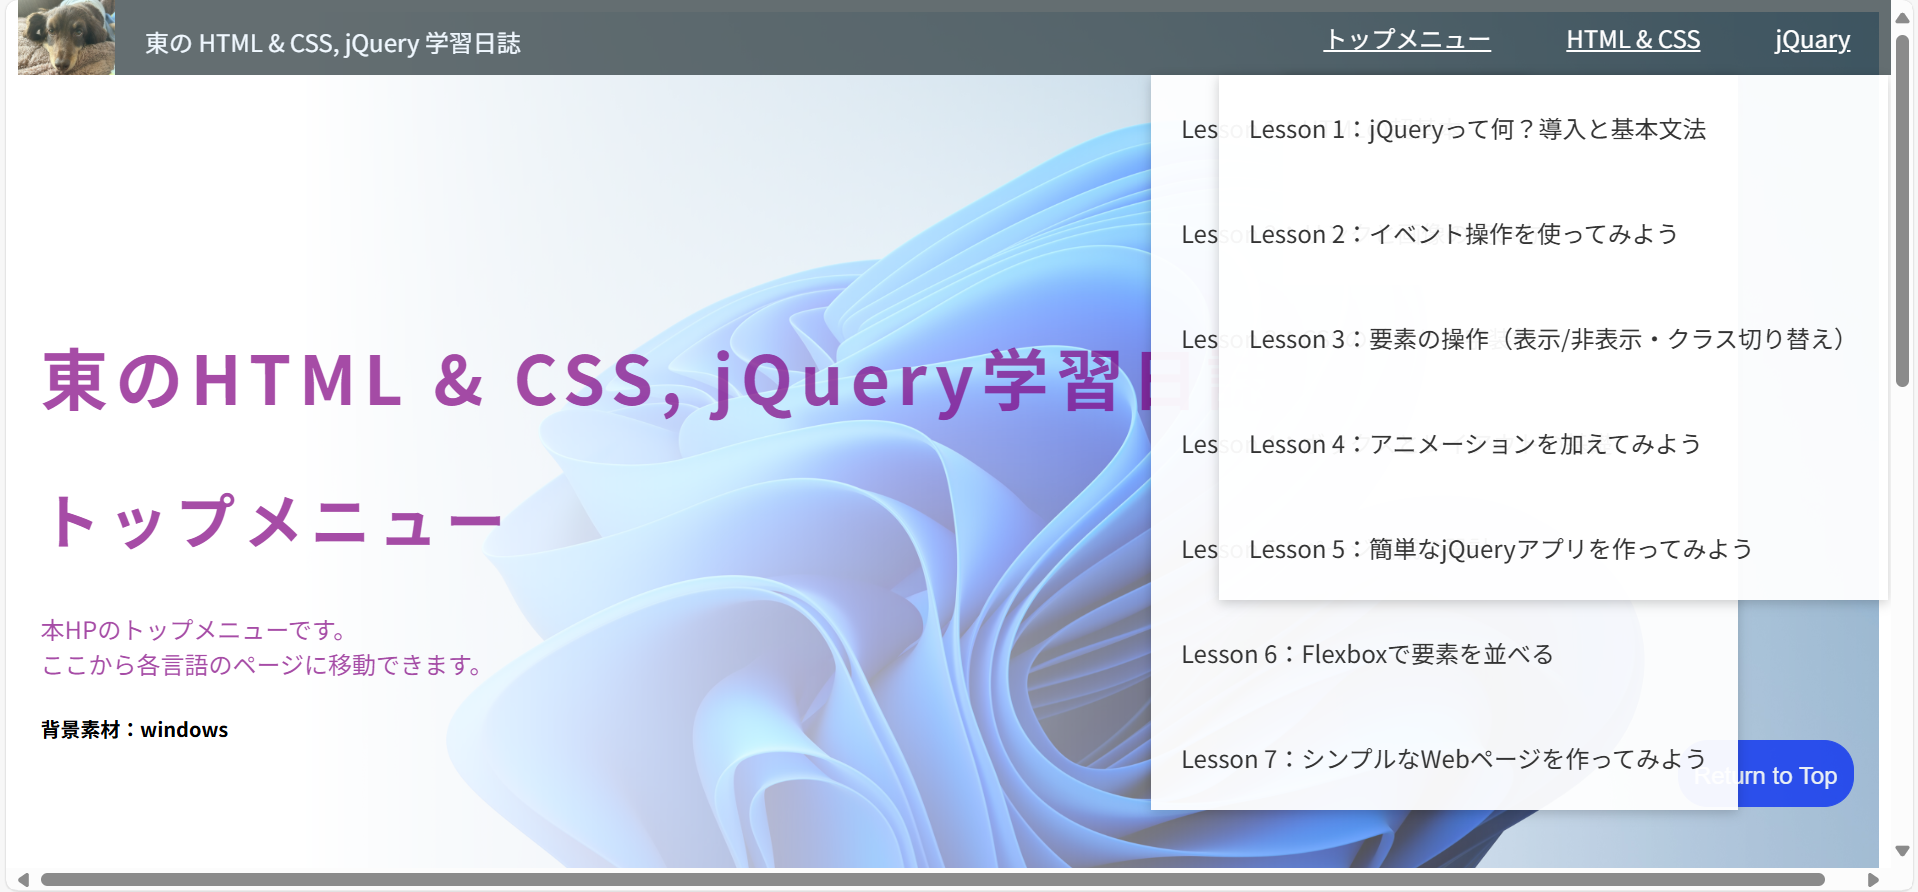 東の HTML & CSS, jQuery 学習日誌
トップメニュー
HTML & CSS
jQuary
Lesson 1：jQueryって何？導入と基本文法
Lesson 2：イベント操作を使ってみよう
Lesson 3：要素の操作（表示/非表示・クラス切り替え）
Lesson 4：アニメーションを加えてみよう
Lesson 5：簡単なjQueryアプリを作ってみよう
Les
Les
Les
Les
Les
Lesson 6：Flexboxで要素を並べる
Lesson 7：シンプルなWebページを作ってみよう
東のHTML & CSS, jQuery学習日
トップメニュー
本HPのトップメニューです。
ここから各言語のページに移動できます。
背景素材：windows
Return to Top